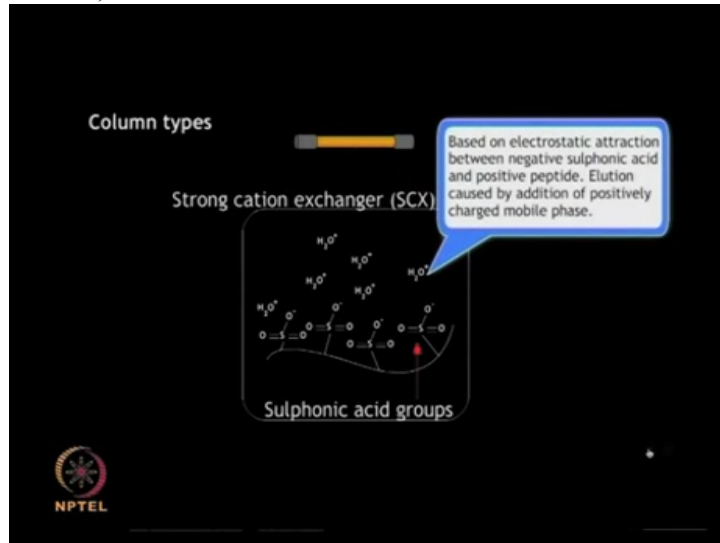 Column types
Based on electrostatic attraction
between negative sulphonic acid
and positive peptide. Elution
caused by addition of positively
charged mobile phase.
Strong cation exchanger (SCX)
H₃O⁺
H₃O⁺
H₃O⁺
H₃O⁺
H₃O⁺
H₃O⁺
O⁻ O⁻ O⁻ O⁻
O=S=O O=S=O O=S=O O=S=O
Sulphonic acid groups
NPTEL